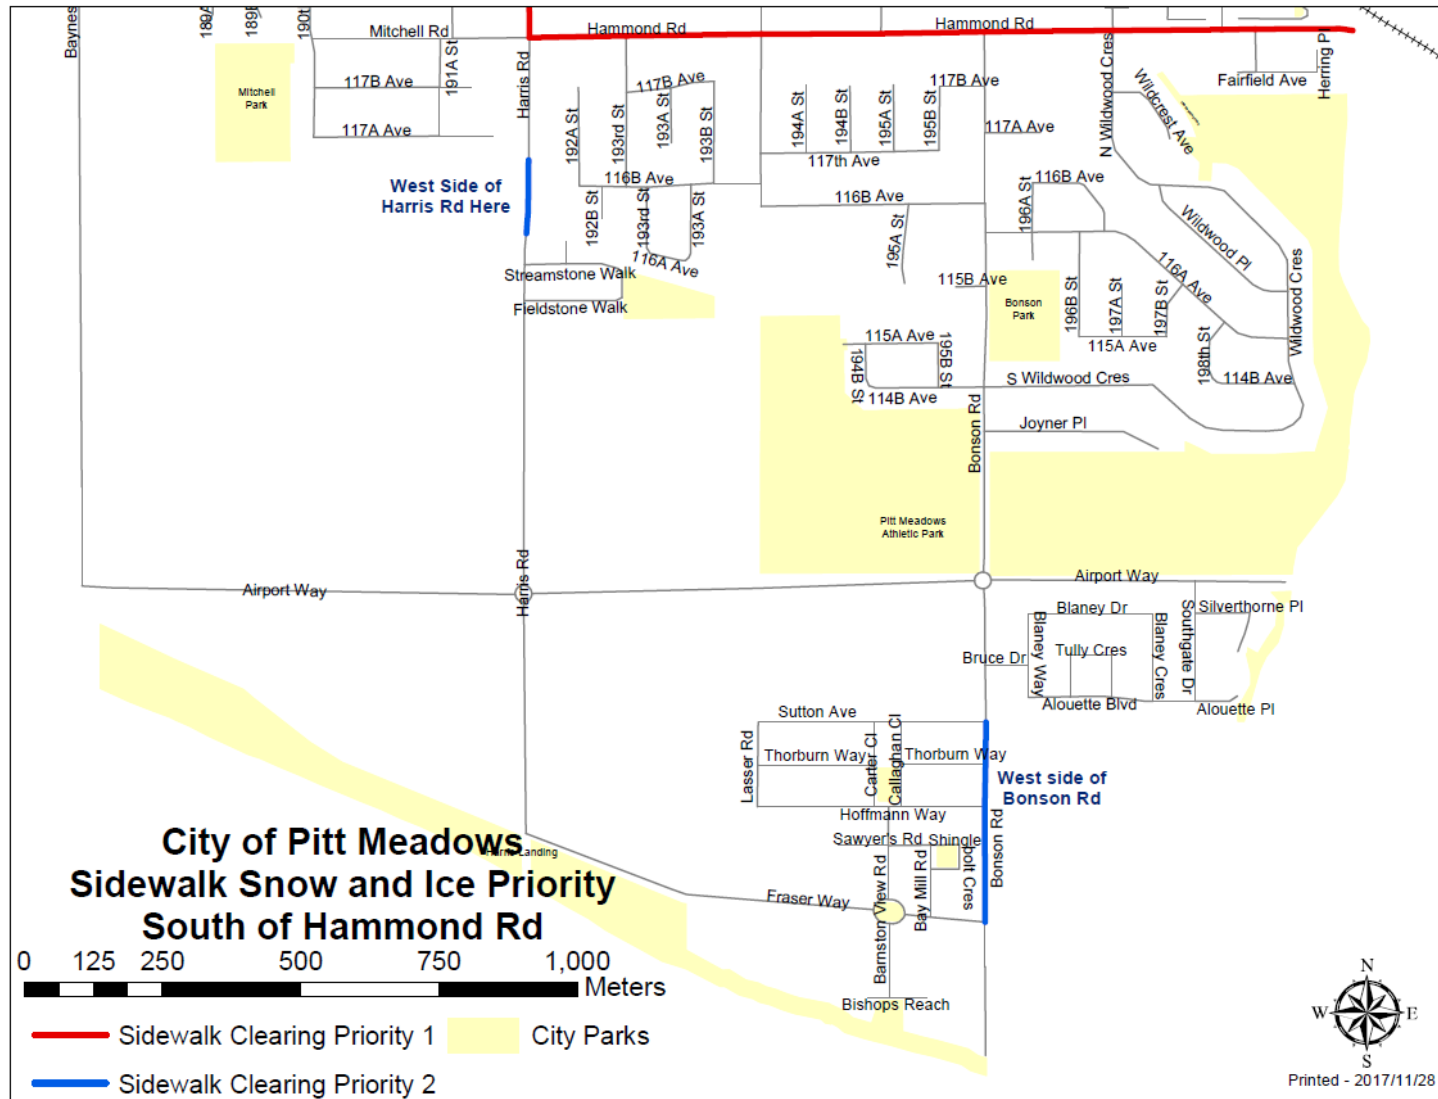 Baynes
189A
189B
190t
Mitchell Rd
191A St
Harris Rd
Hammond Rd
Hammond Rd
N Wildwood Cres
Herring Pl
Fairfield Ave
Wildcrest Ave
Mitchell
Park
117B Ave
117A Ave
192A St
193rd St
117B Ave
193A St
193B St
194A St
194B St
195A St
195B St
117B Ave
117A Ave
117th Ave
West Side of
Harris Rd Here
116B Ave
192B St
193rd St
193A St
116A Ave
116B Ave
195A St
196A St
116B Ave
Wildwood Pl
Wildwood Cres
116A Ave
Streamstone Walk
Fieldstone Walk
115B Ave
Bonson
Park
196B St
197A St
197B St
115A Ave
198th St
114B Ave
115A Ave
194B St
195B St
114B Ave
S Wildwood Cres
Joyner Pl
Bonson Rd
Pitt Meadows
Athletic Park
Harris Rd
Airport Way
Airport Way
Blaney Dr
Silverthorne Pl
Southgate Dr
Bruce Dr
Blaney Way
Tully Cres
Blaney Cres
Alouette Blvd
Alouette Pl
Sutton Ave
Lasser Rd
Thorburn Way
Carter Cl
Callaghan Cl
Thorburn Way
West side of
Bonson Rd
Hoffmann Way
Sawyer's Rd
Shingle
bolt Cres
Bonson Rd
Barnston View Rd
Bay Mill Rd
Fraser Way
Bishops Reach
Harris Landing
City of Pitt Meadows
Sidewalk Snow and Ice Priority
South of Hammond Rd
0 125 250 500 750 1,000
Meters
Sidewalk Clearing Priority 1
City Parks
Sidewalk Clearing Priority 2
N
W E
S
Printed - 2017/11/28